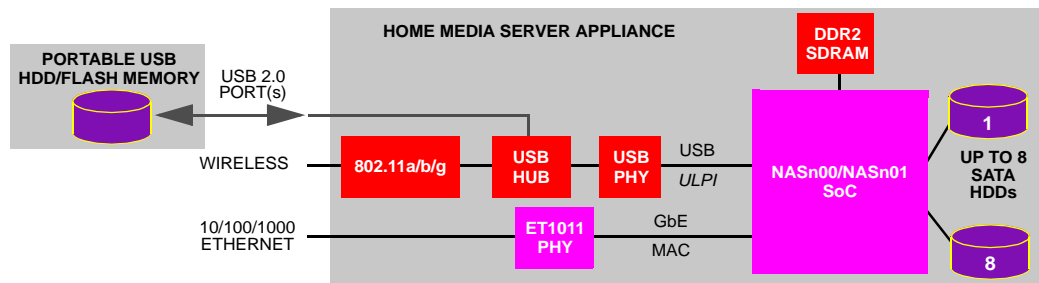 HOME MEDIA SERVER APPLIANCE
DDR2
SDRAM
PORTABLE USB
HDD/FLASH MEMORY
USB 2.0
PORT(s)
WIRELESS
802.11a/b/g
USB
HUB
USB
PHY
USB
ULPI
NASn00/NASn01
SoC
1
UP TO 8
SATA
HDDs
10/100/1000
ETHERNET
ET1011
PHY
GbE
MAC
8